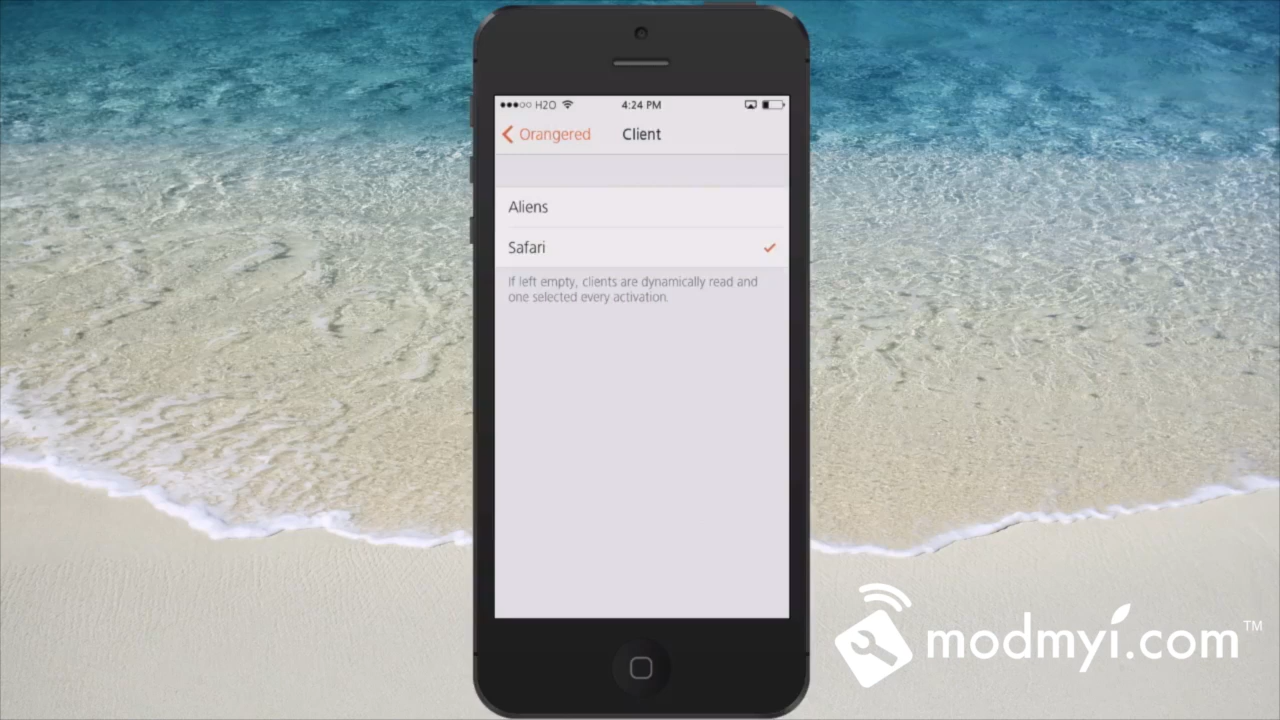 H2O 4:24 PM
Orangered Client
Aliens
Safari
If left empty, clients are dynamically read and
one selected every activation.
modmyi.com™